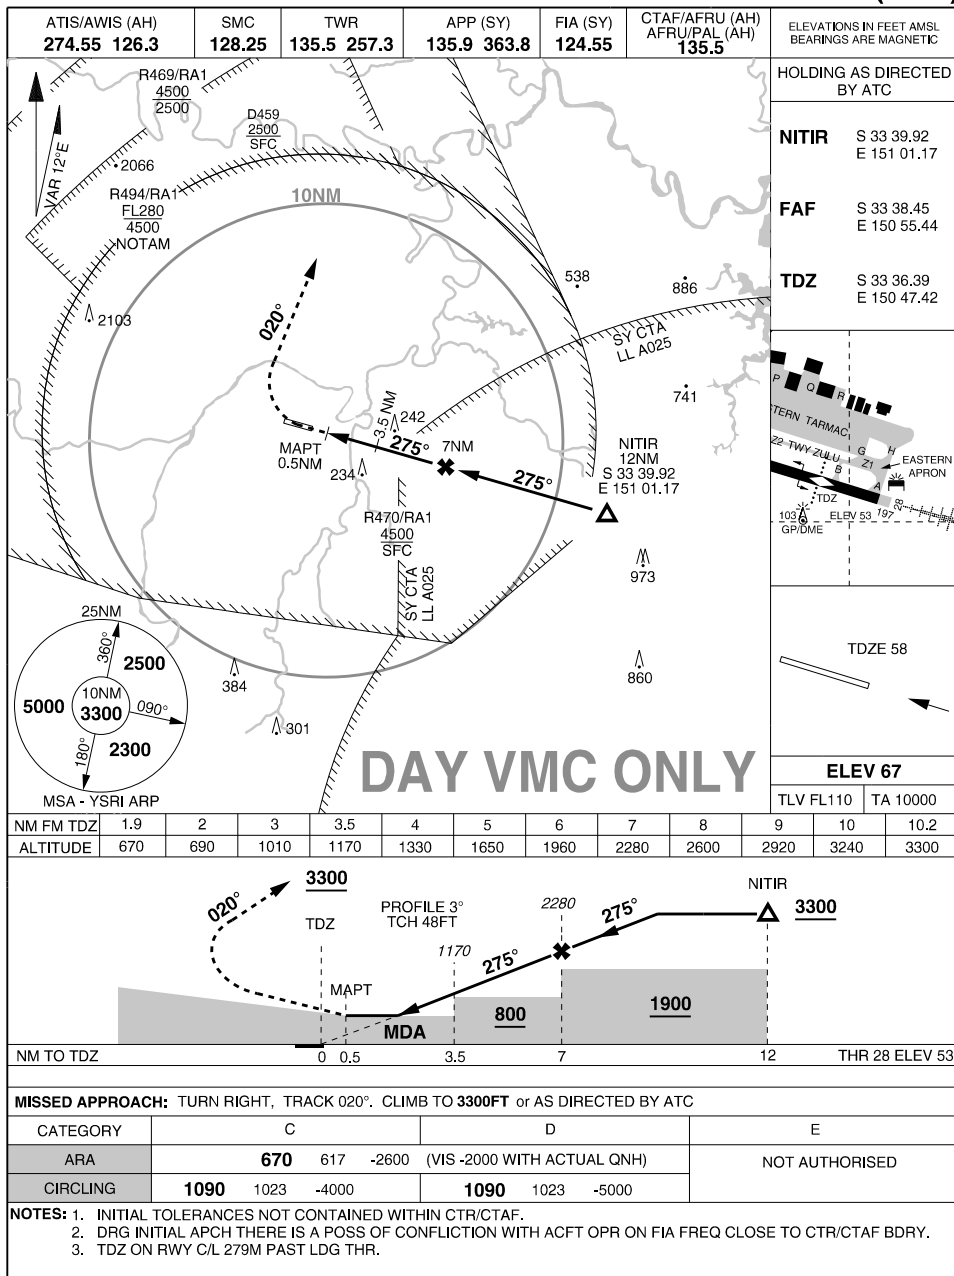 ATIS/AWIS (AH) SMC TWR APP (SY) FIA (SY) CTAF/AFRU (AH)
AFRU/PAL (AH)
274.55 126.3 128.25 135.5 257.3 135.9 363.8 124.55 135.5
ELEVATIONS IN FEET AMSL
BEARINGS ARE MAGNETIC
HOLDING AS DIRECTED
BY ATC
NITIR S 33 39.92
E 151 01.17
FAF S 33 38.45
E 150 55.44
TDZ S 33 36.39
E 150 47.42
VAR 12°E
R469/RA1
4500
2500
D459
2500
SFC
2066
R494/RA1
FL280
4500
NOTAM
10NM
2103
020°
538
886
SY CTA
LL A025
741
3.5 NM
242
275°
7NM
MAPT
0.5NM
234
275°
NITIR
12NM
S 33 39.92
E 151 01.17
R470/RA1
4500
SFC
SY CTA
LL A025
973
860
384
301
25NM
360°
2500
5000
10NM
3300
090°
180°
2300
MSA - YSRI ARP
DAY VMC ONLY
P Q R
TERN TARMAC
Z2 TWY ZULU G H
B Z1 EASTERN
APRON
A
TDZ
103 ELEV 53 197 28
GP/DME
TDZE 58
ELEV 67
TLV FL110 TA 10000
NM FM TDZ 1.9 2 3 3.5 4 5 6 7 8 9 10 10.2
ALTITUDE 670 690 1010 1170 1330 1650 1960 2280 2600 2920 3240 3300
020°
3300
TDZ
PROFILE 3°
TCH 48FT
2280
275°
NITIR
3300
1170
275°
MAPT
MDA
800
1900
NM TO TDZ 0 0.5 3.5 7 12 THR 28 ELEV 53
MISSED APPROACH: TURN RIGHT, TRACK 020°. CLIMB TO 3300FT or AS DIRECTED BY ATC
CATEGORY C D E
ARA 670 617 -2600 (VIS -2000 WITH ACTUAL QNH) NOT AUTHORISED
CIRCLING 1090 1023 -4000 1090 1023 -5000
NOTES: 1. INITIAL TOLERANCES NOT CONTAINED WITHIN CTR/CTAF.
2. DRG INITIAL APCH THERE IS A POSS OF CONFLICTION WITH ACFT OPR ON FIA FREQ CLOSE TO CTR/CTAF BDRY.
3. TDZ ON RWY C/L 279M PAST LDG THR.